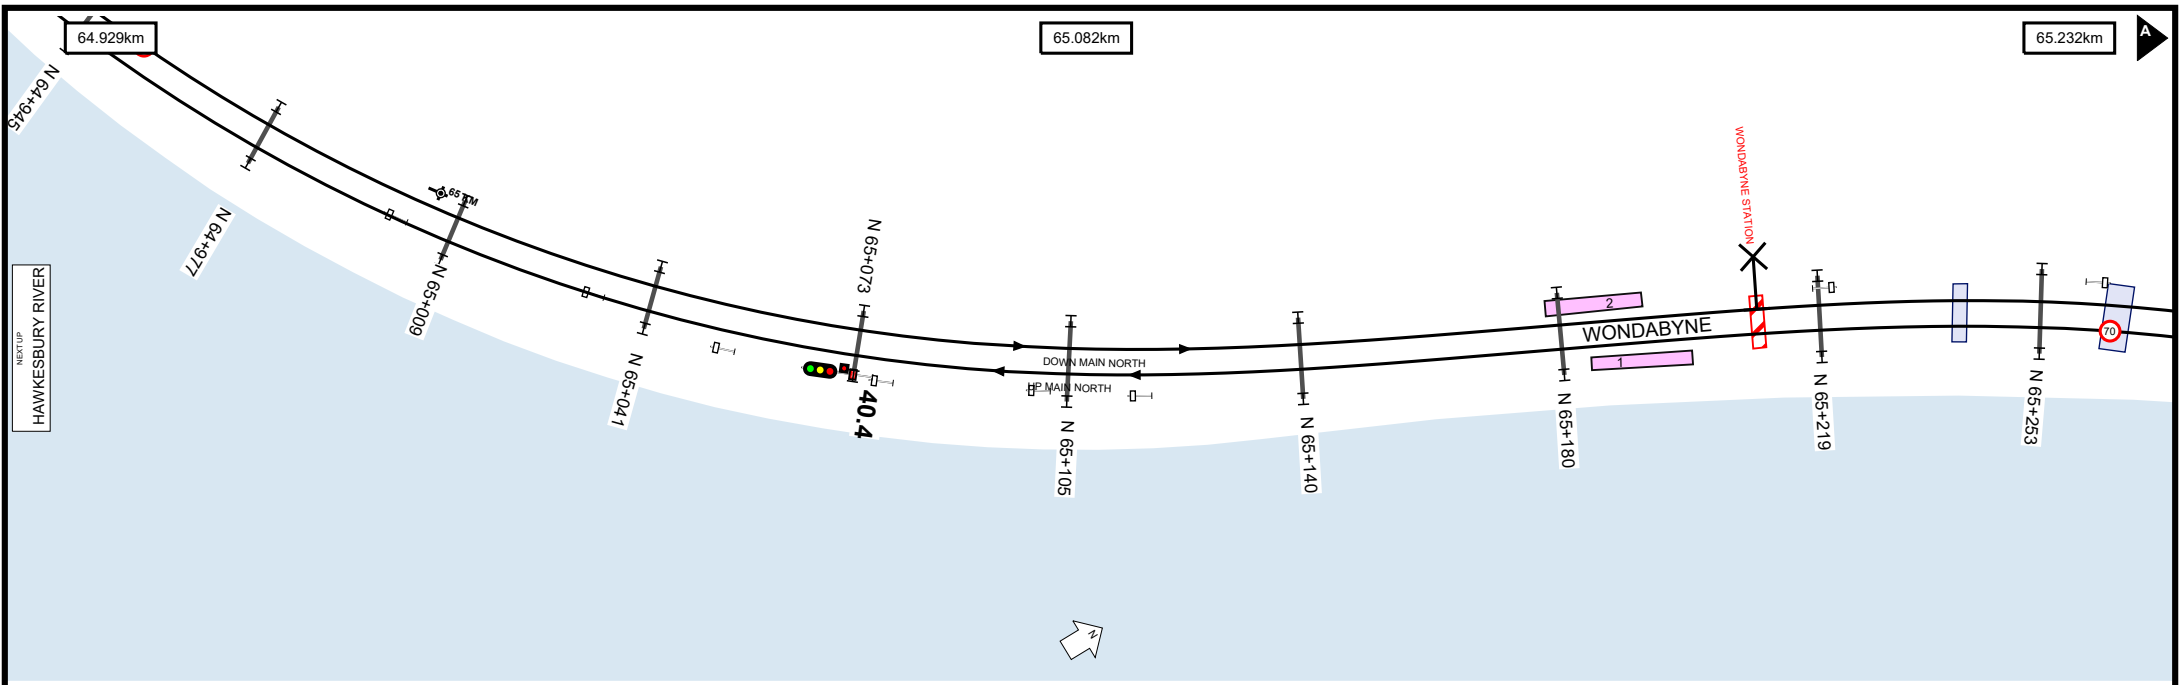 64.929km
65.082km
65.232km
A
N 64+945
N 64+977
65 KM
N 65+009
N 65+041
N 65+073
40.4
DOWN MAIN NORTH
UP MAIN NORTH
N 65+105
N 65+140
N 65+180
2
WONDABYNE
1
WONDABYNE STATION
N 65+219
N 65+253
70
NEXT UP
HAWKESBURY RIVER
N